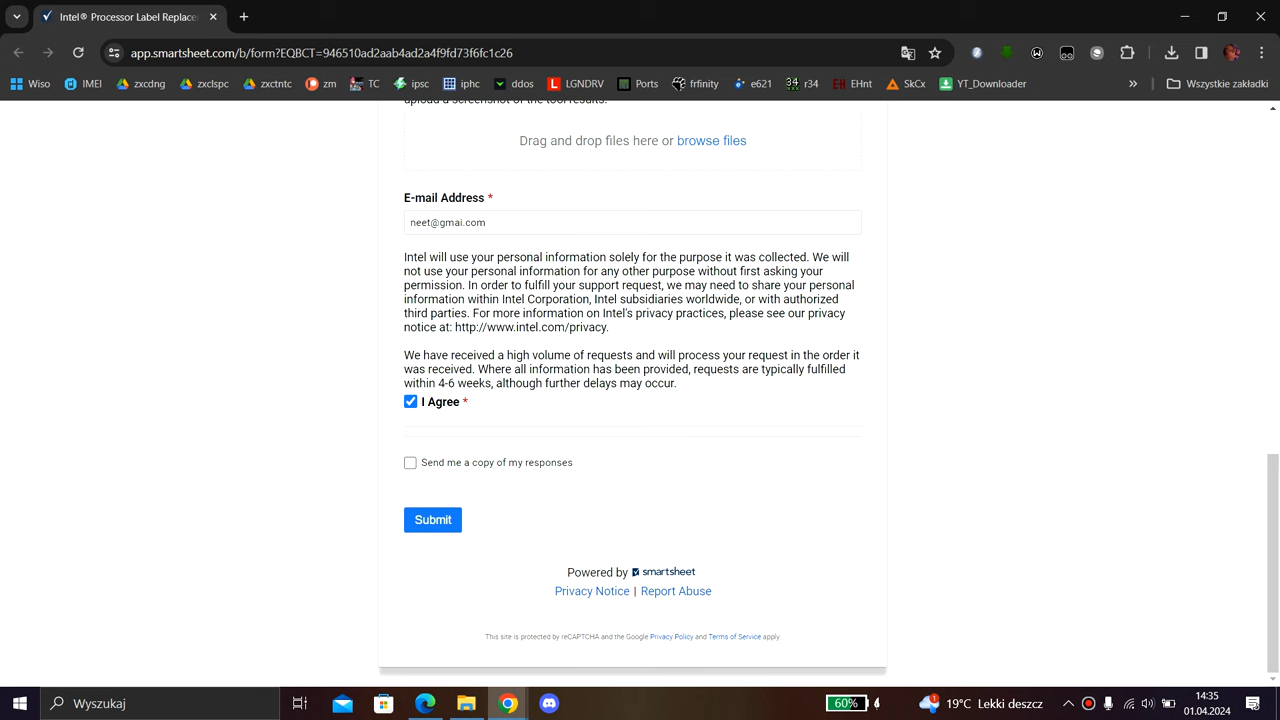 Intel® Processor Label Replace
app.smartsheet.com/b/form?EQBCT=946510ad2aab4ad4f9fd73f6fc1c26
Wiso IMEI zxcdng zxclspc zxctntc zm TC ipsc iphc ddos LGNDRV Ports frfinity e621 r34 EHnt SkCx YT_Downloader » Wszystkie zakładki
upload a screenshot of the tool results.
Drag and drop files here or browse files
E-mail Address *
neet@gmai.com
Intel will use your personal information solely for the purpose it was collected. We will
not use your personal information for any other purpose without first asking your
permission. In order to fulfill your support request, we may need to share your personal
information within Intel Corporation, Intel subsidiaries worldwide, or with authorized
third parties. For more information on Intel's privacy practices, please see our privacy
notice at: http://www.intel.com/privacy.
We have received a high volume of requests and will process your request in the order it
was received. Where all information has been provided, requests are typically fulfilled
within 4-6 weeks, although further delays may occur.
I Agree *
Send me a copy of my responses
Submit
Powered by smartsheet
Privacy Notice | Report Abuse
This site is protected by reCAPTCHA and the Google Privacy Policy and Terms of Service apply
Wyszukaj
60%
1
19°C Lekki deszcz
14:35
01.04.2024